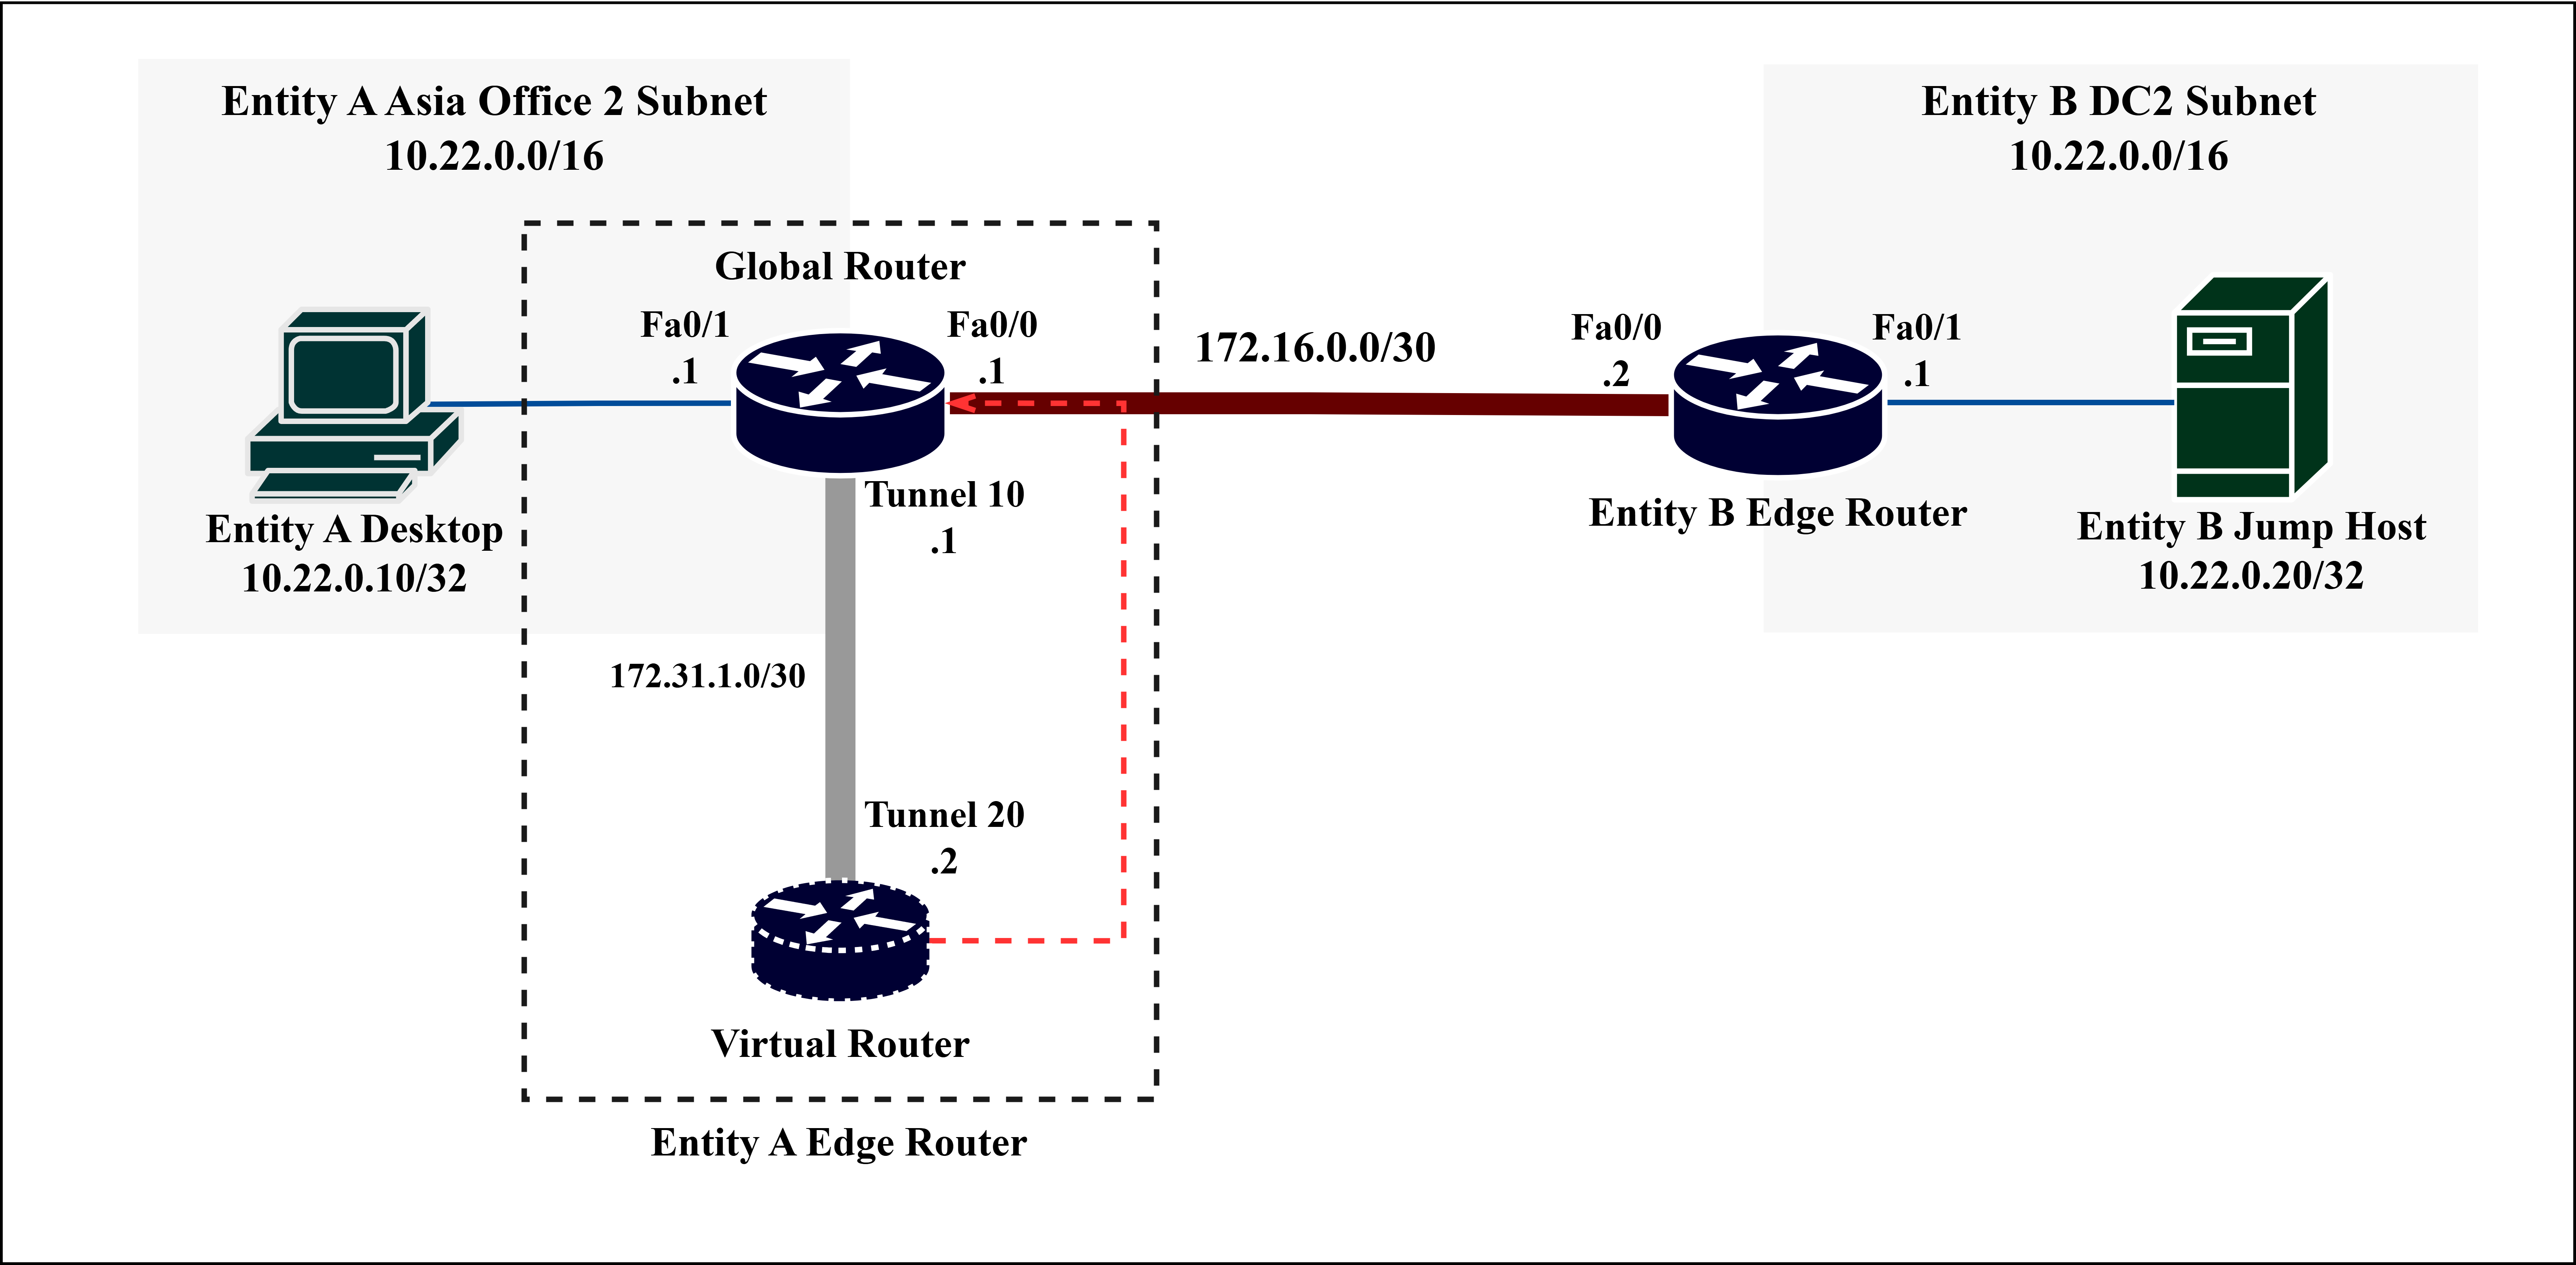 Entity A Asia Office 2 Subnet
10.22.0.0/16
Entity B DC2 Subnet
10.22.0.0/16
Global Router
Fa0/1
.1
Fa0/0
.1
172.16.0.0/30
Fa0/0
.2
Fa0/1
.1
Entity A Desktop
10.22.0.10/32
Tunnel 10
.1
Entity B Edge Router
Entity B Jump Host
10.22.0.20/32
172.31.1.0/30
Tunnel 20
.2
Virtual Router
Entity A Edge Router